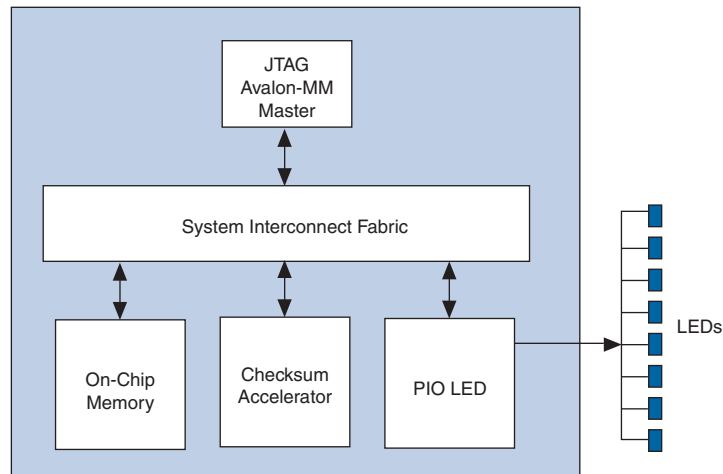 JTAG
Avalon-MM
Master
System Interconnect Fabric
On-Chip
Memory
Checksum
Accelerator
PIO LED
LEDs